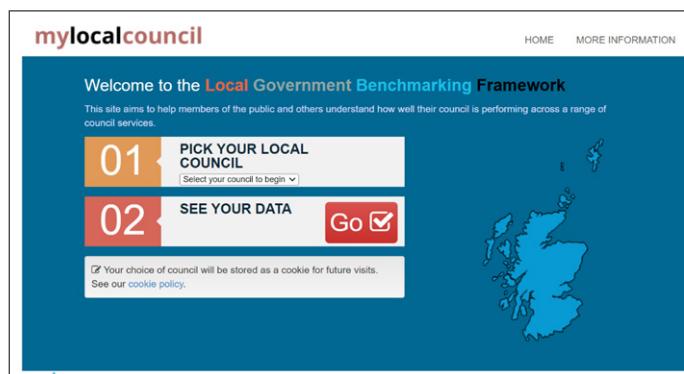 mylocalcouncil
HOME MORE INFORMATION
Welcome to the Local Government Benchmarking Framework
This site aims to help members of the public and others understand how well their council is performing across a range of
council services.
01
PICK YOUR LOCAL
COUNCIL
Select your council to begin
02
SEE YOUR DATA
Go
Your choice of council will be stored as a cookie for future visits.
See our cookie policy.